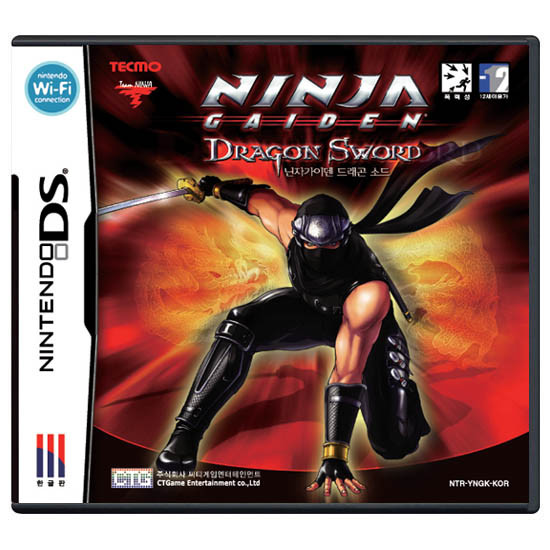 nintendo
Wi-Fi
connection
TECMO
Team NINJA
NINJA
GAIDEN
DRAGON SWORD
닌자가이덴 드래곤 소드
폭력성
12
12세이용가
NINTENDO DS
한글판
주식회사 씨티게임엔터테인먼트
CTGame Entertainment co.,Ltd
NTR-YNGK-KOR